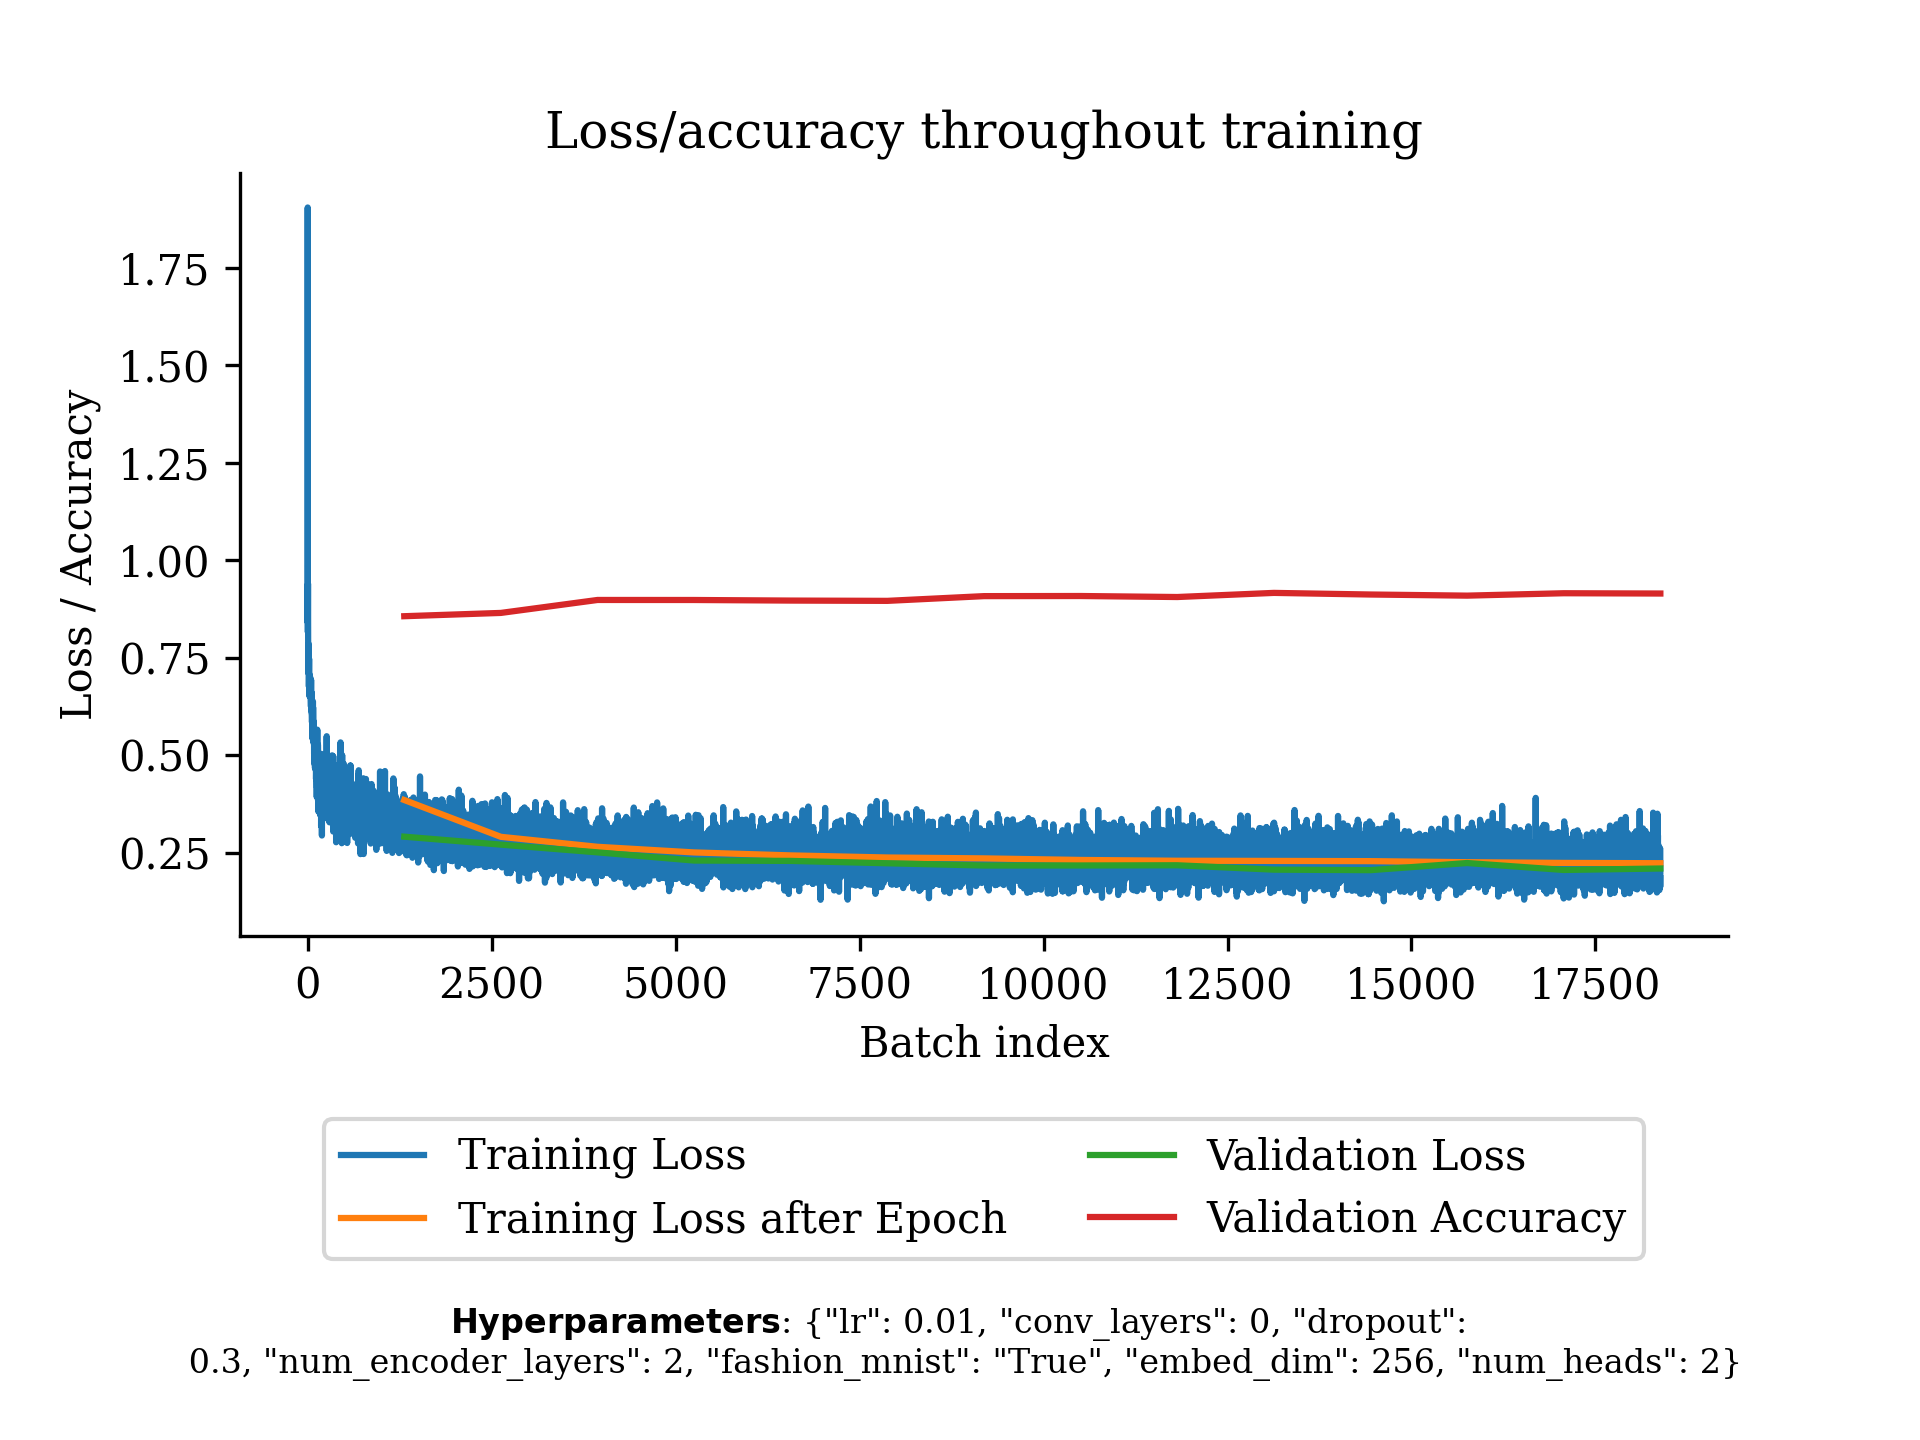 Loss/accuracy throughout training
Loss / Accuracy
1.75
1.50
1.25
1.00
0.75
0.50
0.25
0 2500 5000 7500 10000 12500 15000 17500
Batch index
Training Loss
Training Loss after Epoch
Validation Loss
Validation Accuracy
Hyperparameters: {"lr": 0.01, "conv_layers": 0, "dropout":
0.3, "num_encoder_layers": 2, "fashion_mnist": "True", "embed_dim": 256, "num_heads": 2}